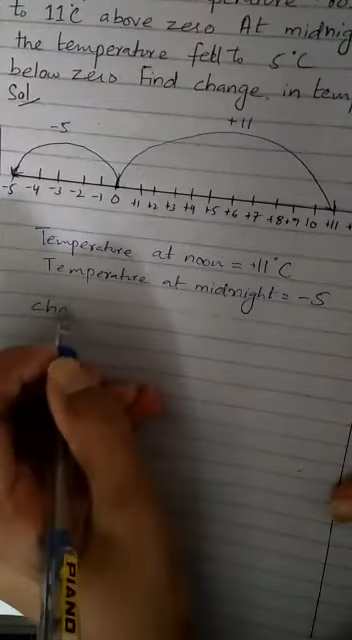 to 11°C above zero At midnig
the temperature fell to 5°C
below zero Find change in tem
Sol
-5 +11
-5 -4 -3 -2 -1 0 +1 +2 +3 +4 +5 +6 +7 +8 +9 10 +11 +
Temperature at noon = +11°C
Temperature at midnight = -5
cha
PIANO